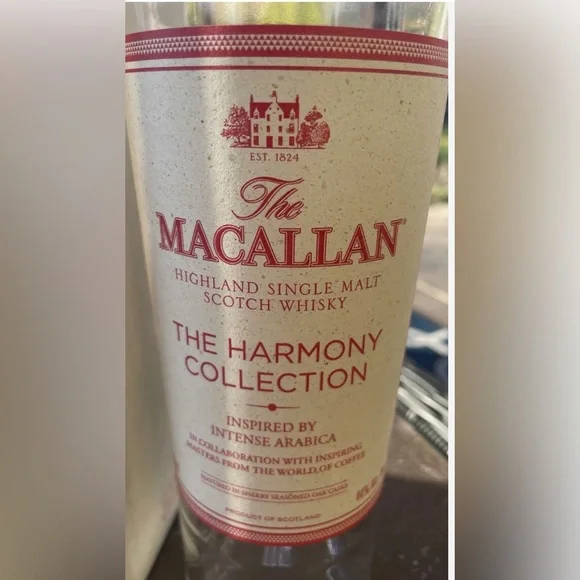 EST. 1824
The
MACALLAN
HIGHLAND SINGLE MALT
SCOTCH WHISKY
THE HARMONY
COLLECTION
INSPIRED BY
INTENSE ARABICA
IN COLLABORATION WITH INSPIRING
MASTERS FROM THE WORLD OF COFFEE
MATURED IN SHERRY SEASONED OAK CASKS
PRODUCT OF SCOTLAND